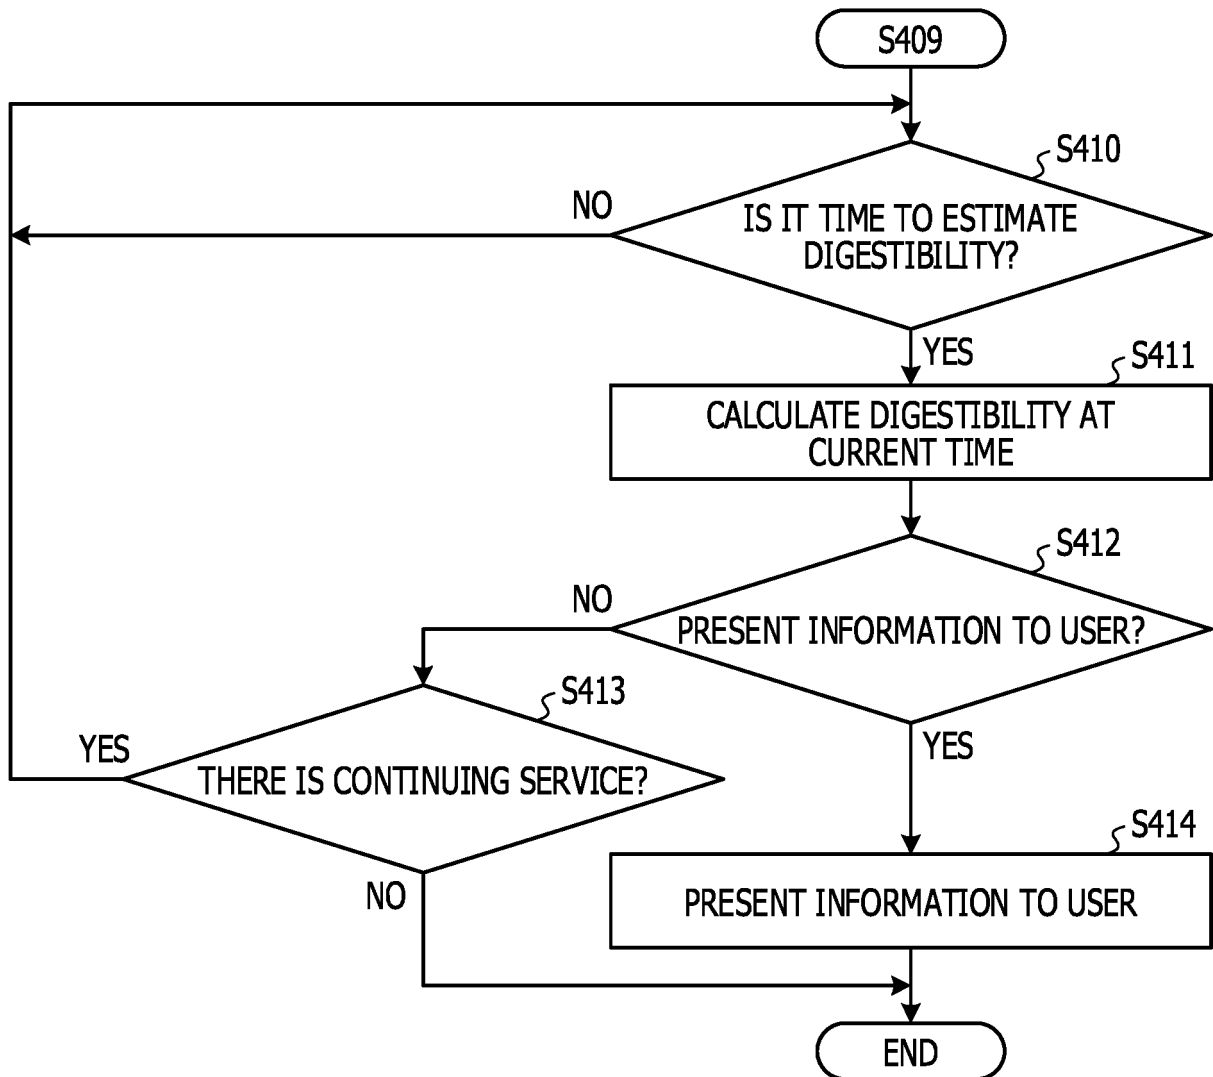 S409
S410
NO
IS IT TIME TO ESTIMATE
DIGESTIBILITY?
YES
S411
CALCULATE DIGESTIBILITY AT
CURRENT TIME
S412
NO
PRESENT INFORMATION TO USER?
S413
YES
YES
THERE IS CONTINUING SERVICE?
S414
NO
PRESENT INFORMATION TO USER
END